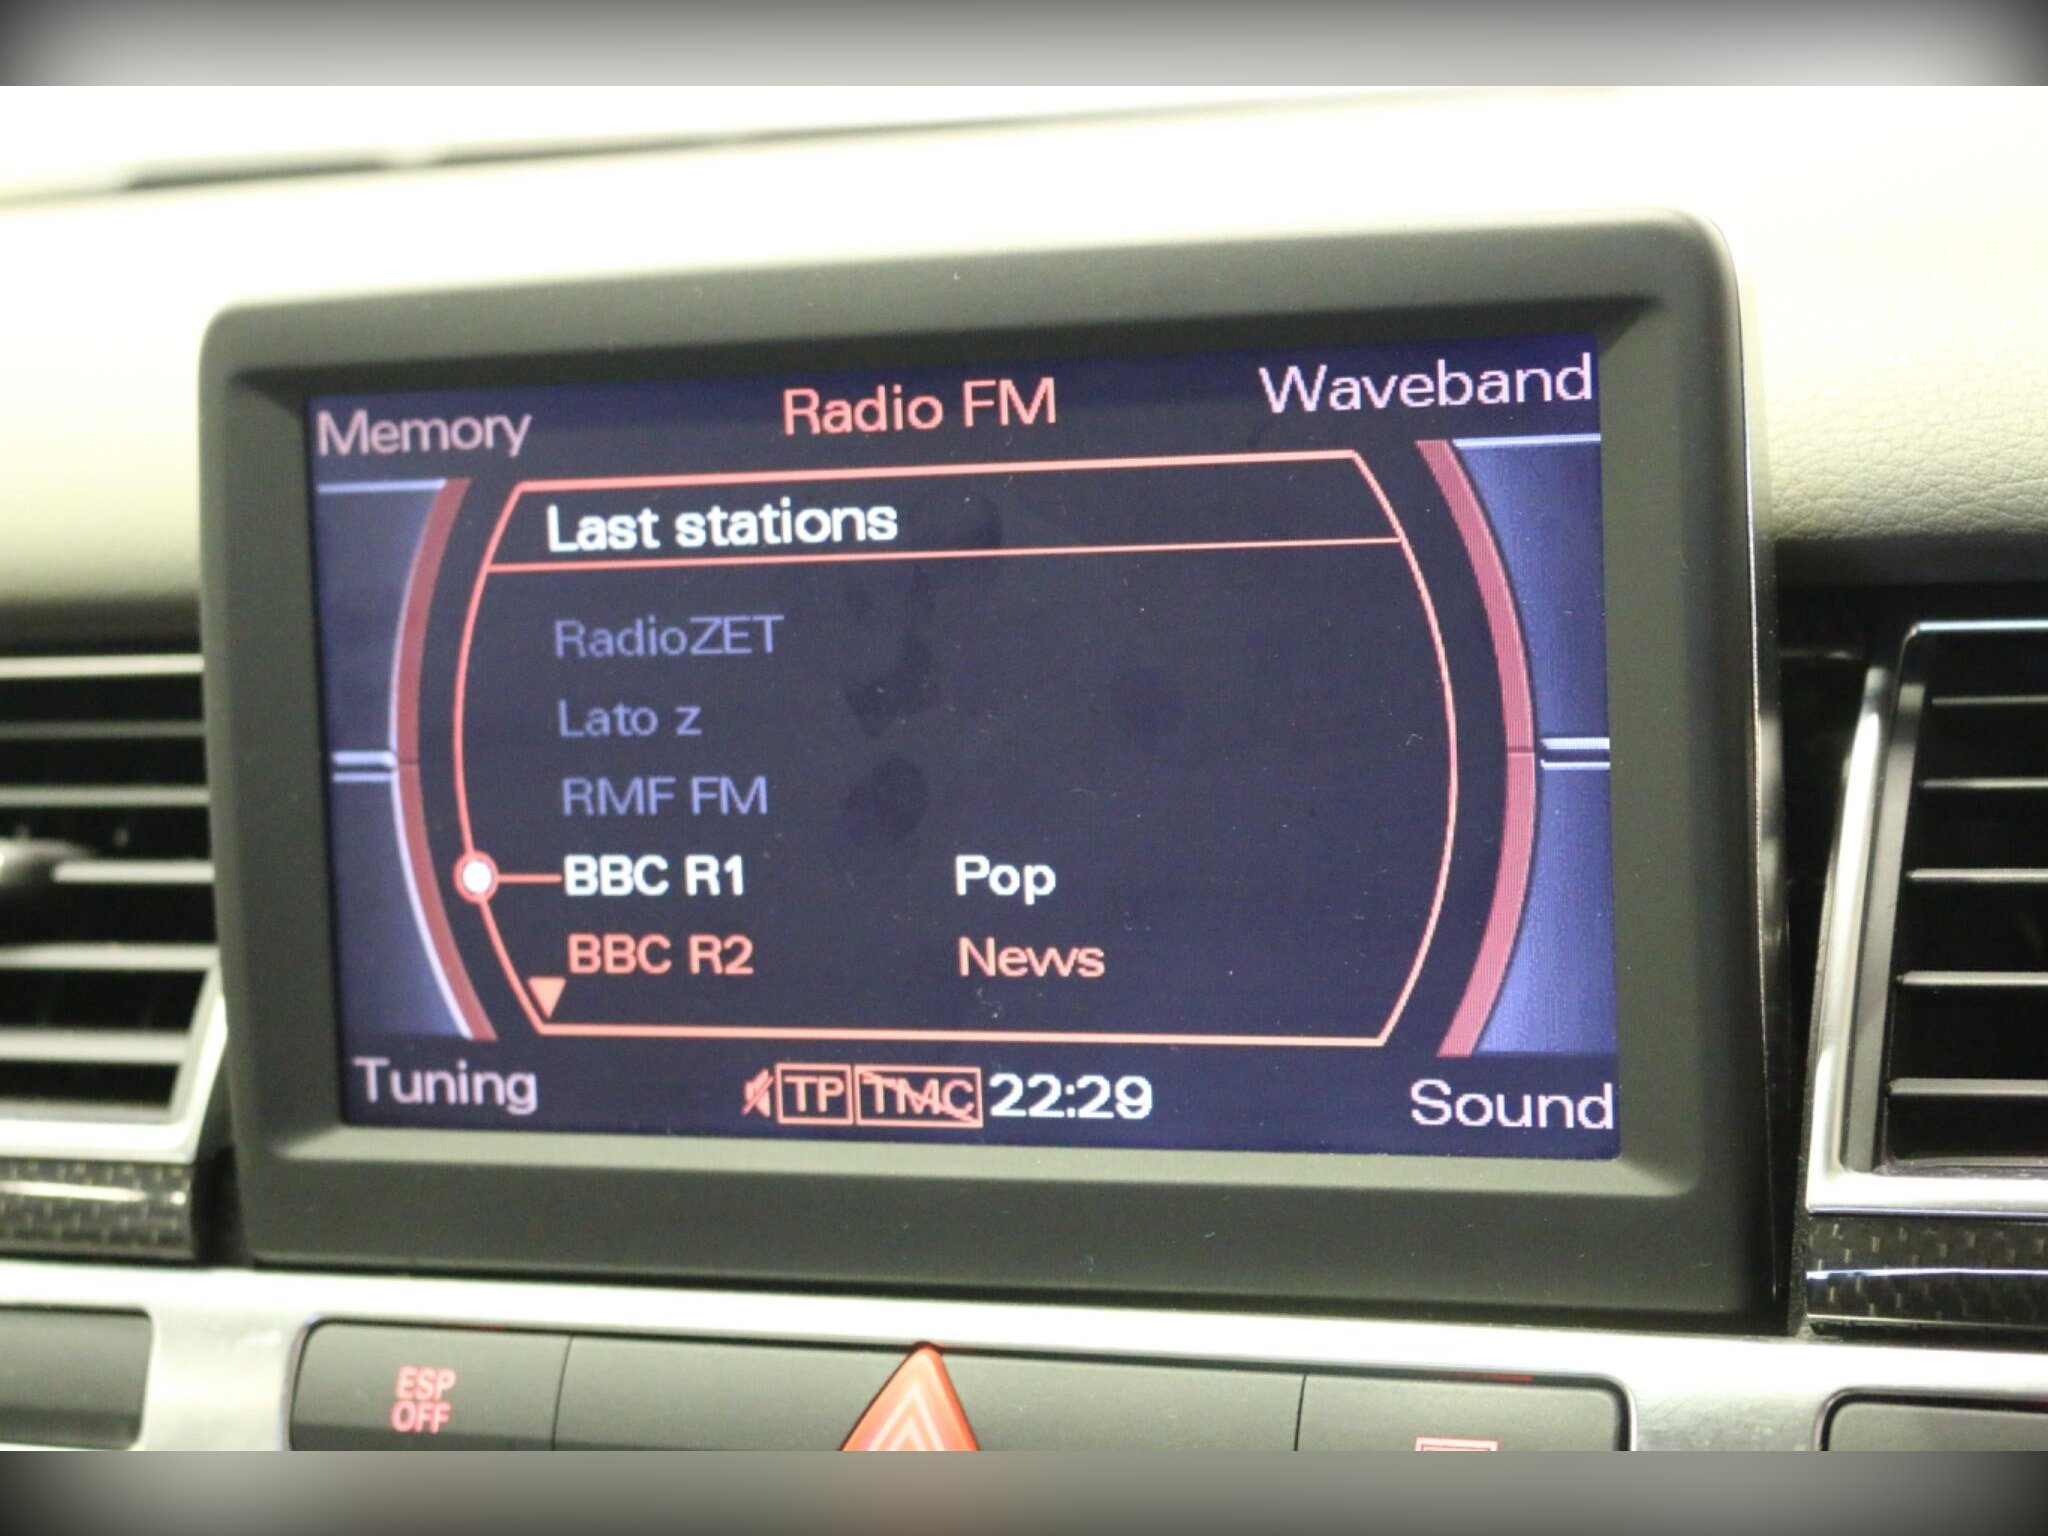 Memory
Radio FM
Waveband
Last stations
RadioZET
Lato z
RMF FM
BBC R1 Pop
BBC R2 News
Tuning
TP TMC 22:29
Sound
ESP
OFF